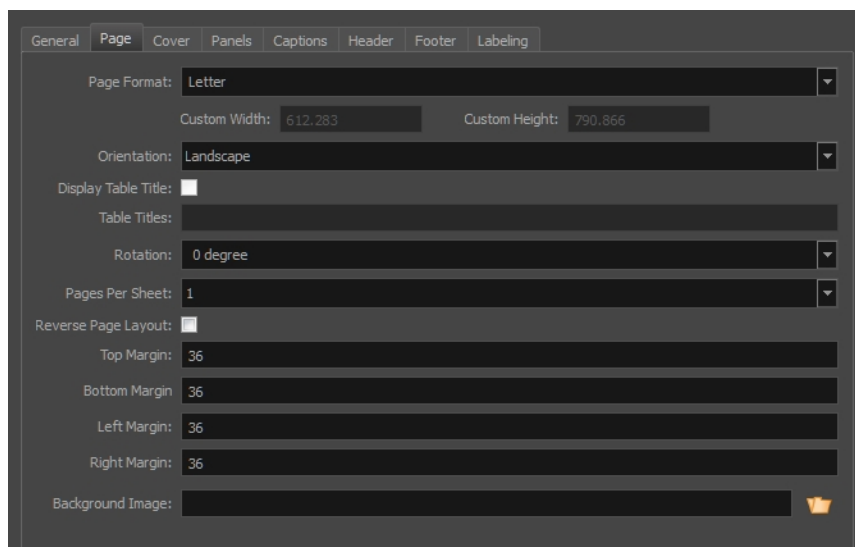 General Page Cover Panels Captions Header Footer Labeling
Page Format: Letter
Custom Width: 612.283 Custom Height: 790.866
Orientation: Landscape
Display Table Title:
Table Titles:
Rotation: 0 degree
Pages Per Sheet: 1
Reverse Page Layout:
Top Margin: 36
Bottom Margin 36
Left Margin: 36
Right Margin: 36
Background Image: